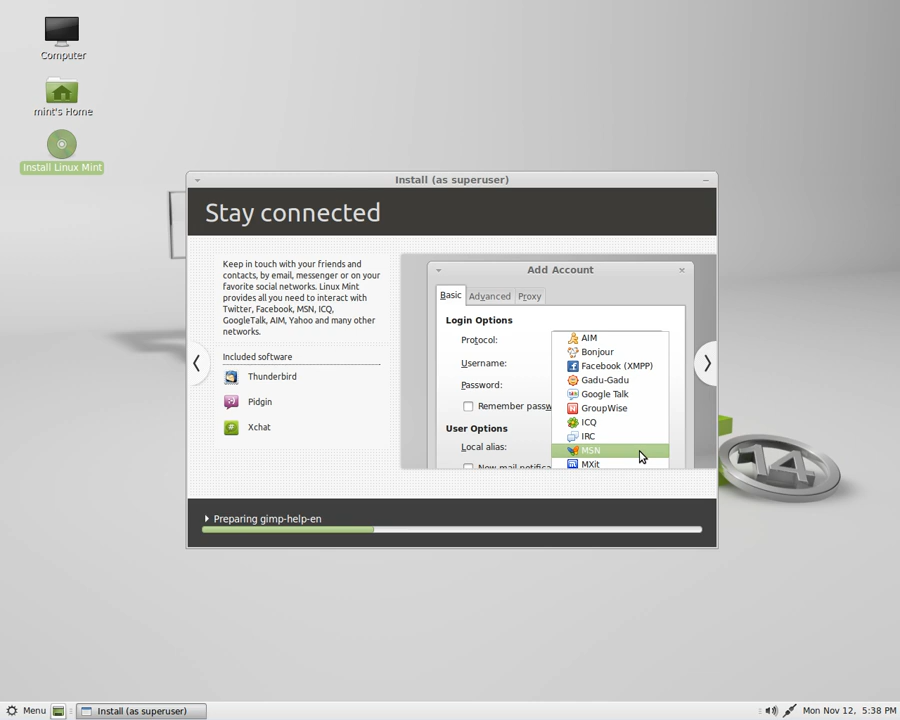 Computer
mint's Home
Install Linux Mint
Install (as superuser)
Stay connected
Keep in touch with your friends and
contacts, by email, messenger or on your
favorite social networks. Linux Mint
provides all you need to interact with
Twitter, Facebook, MSN, ICQ,
GoogleTalk, AIM, Yahoo and many other
networks.
Included software
Thunderbird
Pidgin
Xchat
Add Account
Basic Advanced Proxy
Login Options
Protocol:
Username:
Password:
Remember passw
User Options
Local alias:
New mail notifica
AIM
Bonjour
Facebook (XMPP)
Gadu-Gadu
Google Talk
GroupWise
ICQ
IRC
MSN
MXit
14
Preparing gimp-help-en
Menu
Install (as superuser)
Mon Nov 12, 5:38 PM